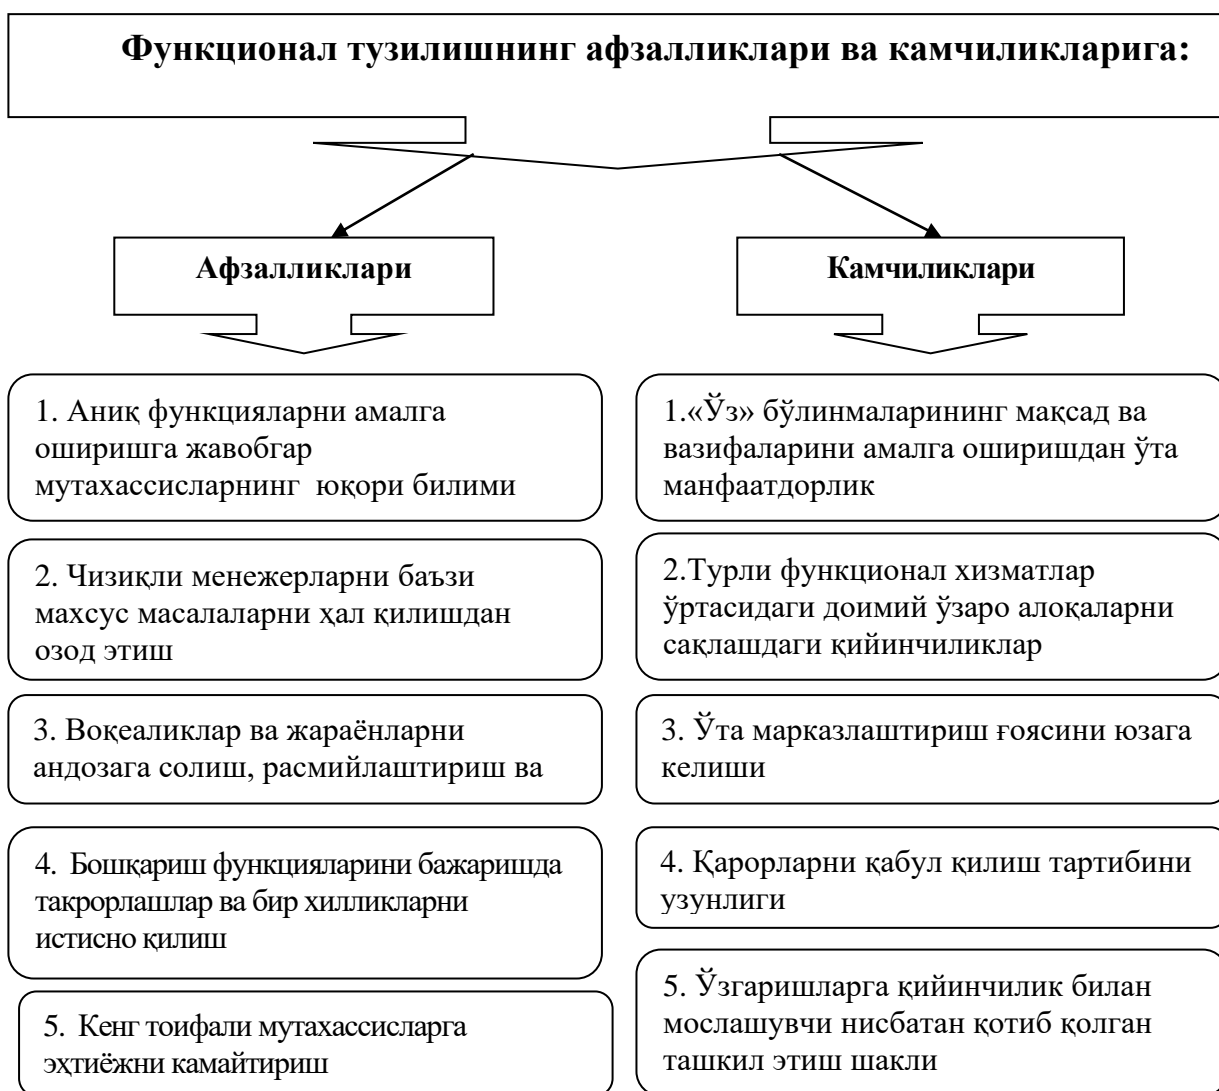 Функционал тузилишнинг афзалликлари ва камчиликларига:
Афзалликлари
1. Аниқ функцияларни амалга
оширишга жавобгар
мутахассисларнинг юқори билими
2. Чизиқли менежерларни баъзи
махсус масалаларни ҳал қилишдан
озод этиш
3. Воқеаликлар ва жараёнларни
андозага солиш, расмийлаштириш ва
4. Бошқариш функцияларини бажаришда
такрорлашлар ва бир хилликларни
истисно қилиш
5. Кенг тоифали мутахассисларга
эҳтиёжни камайтириш
Камчиликлари
1.«Ўз» бўлинмаларининг мақсад ва
вазифаларини амалга оширишдан ўта
манфаатдорлик
2.Турли функционал хизматлар
ўртасидаги доимий ўзаро алоқаларни
сақлашдаги қийинчиликлар
3. Ўта марказлаштириш ғоясини юзага
келиши
4. Қарорларни қабул қилиш тартибини
узунлиги
5. Ўзгаришларга қийинчилик билан
мослашувчи нисбатан қотиб қолган
ташкил этиш шакли